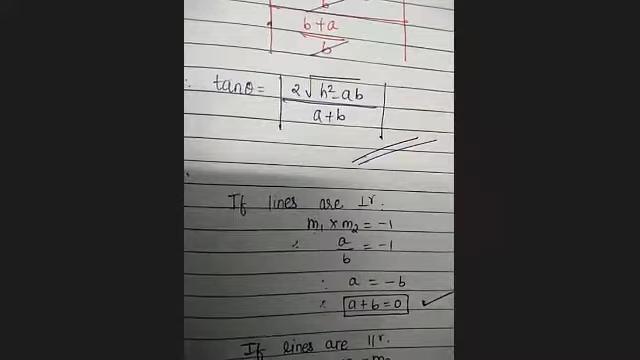 b
b+a
b
∴ tanθ = | 2√h²-ab / a+b |
If lines are ⊥r.
m₁ × m₂ = -1
∴ a/b = -1
∴ a = -b
∴ a+b=0
If lines are ||r.